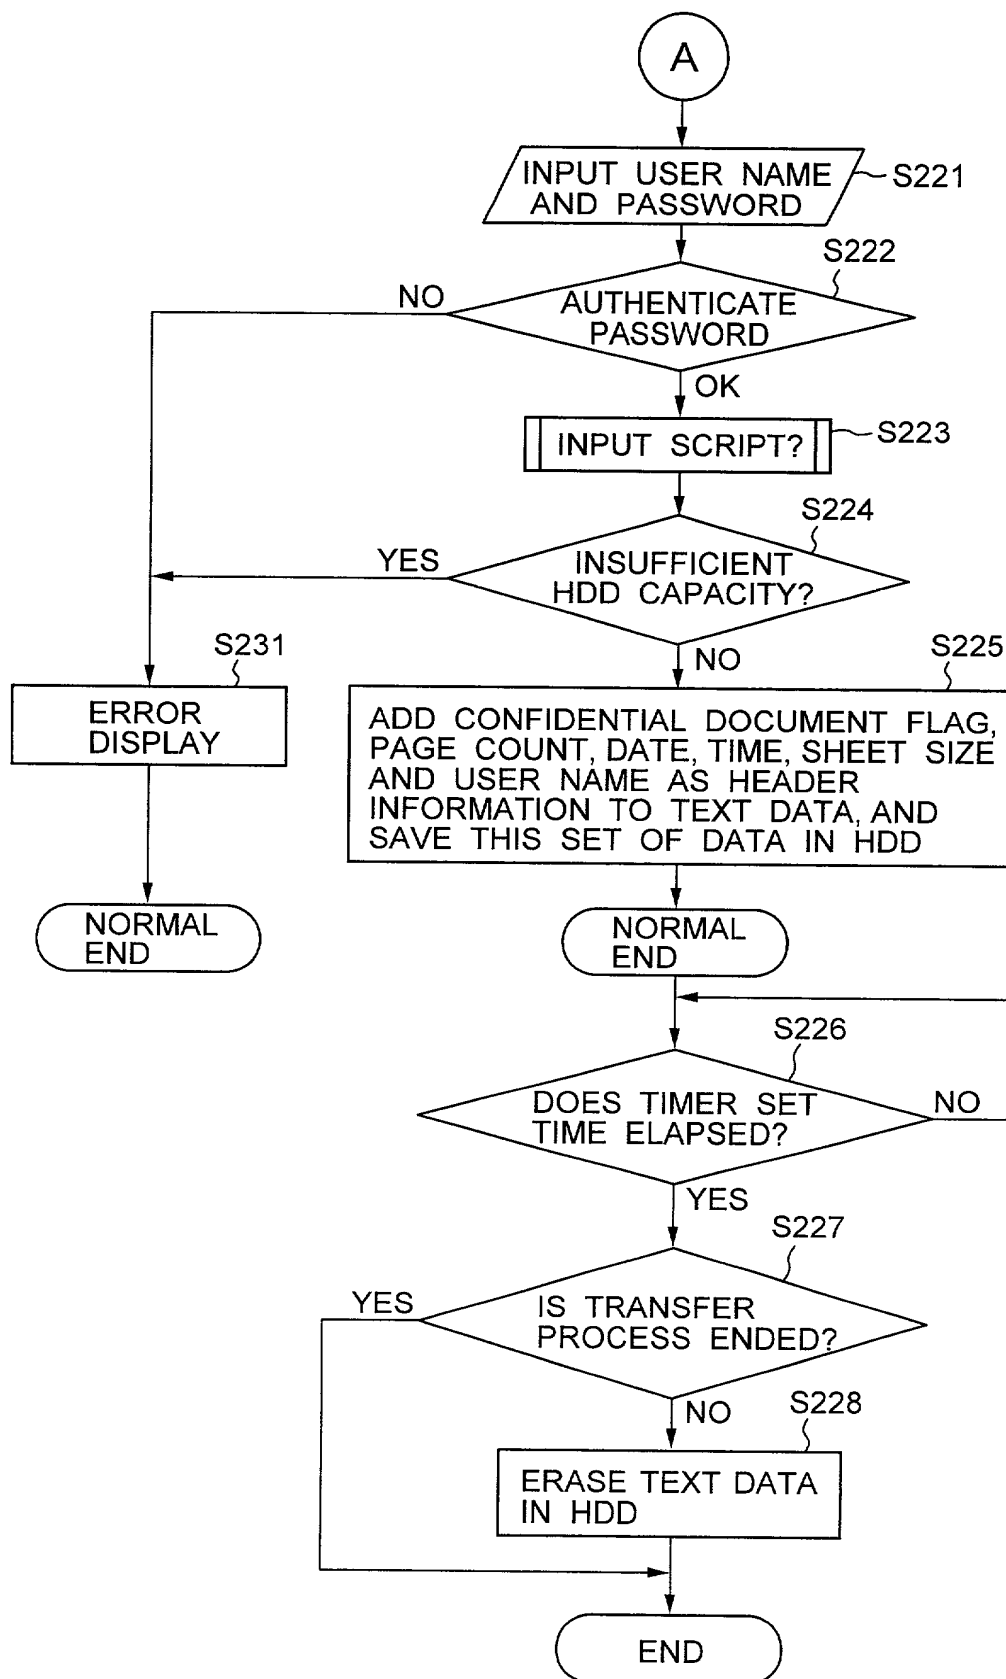 A
INPUT USER NAME
AND PASSWORD
S221
S222
NO
AUTHENTICATE
PASSWORD
OK
INPUT SCRIPT?
S223
S224
YES
INSUFFICIENT
HDD CAPACITY?
NO
S231
ERROR
DISPLAY
S225
ADD CONFIDENTIAL DOCUMENT FLAG,
PAGE COUNT, DATE, TIME, SHEET SIZE
AND USER NAME AS HEADER
INFORMATION TO TEXT DATA, AND
SAVE THIS SET OF DATA IN HDD
NORMAL
END
NORMAL
END
S226
DOES TIMER SET
TIME ELAPSED?
NO
YES
S227
YES
IS TRANSFER
PROCESS ENDED?
NO
S228
ERASE TEXT DATA
IN HDD
END